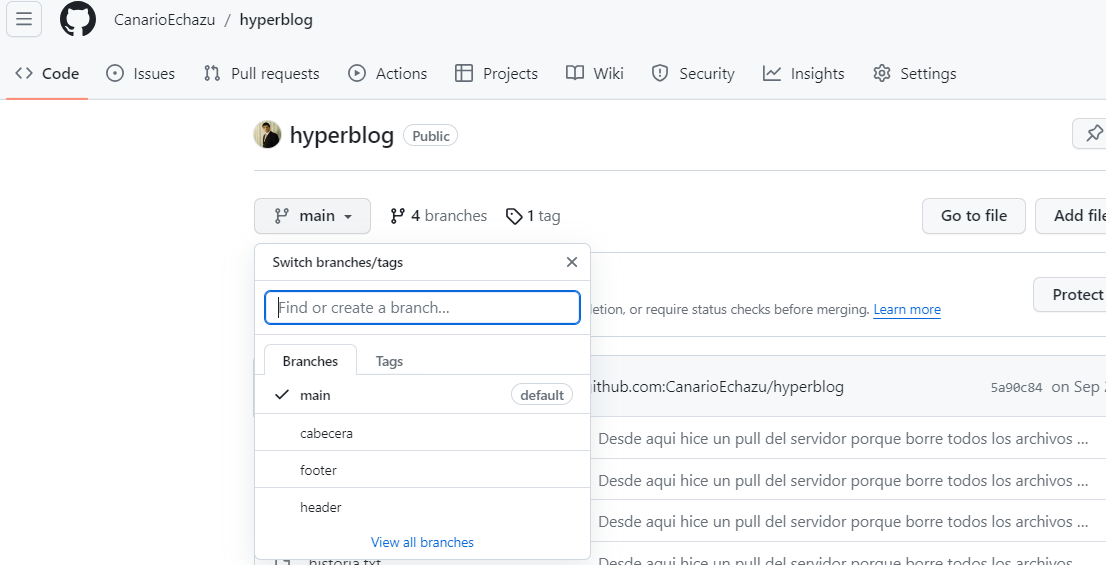 CanarioEchazu / hyperblog
Code Issues Pull requests Actions Projects Wiki Security Insights Settings
hyperblog Public
main 4 branches 1 tag Go to file Add file
Switch branches/tags
Find or create a branch...
letion, or require status checks before merging. Learn more Protect
Branches Tags
main default
github.com:CanarioEchazu/hyperblog 5a90c84 on Sep
cabecera
Desde aqui hice un pull del servidor porque borre todos los archivos ...
footer
Desde aqui hice un pull del servidor porque borre todos los archivos ...
header
Desde aqui hice un pull del servidor porque borre todos los archivos ...
View all branches
historia.txt Desde aqui hice un pull del servidor porque borre todos los archivos ...